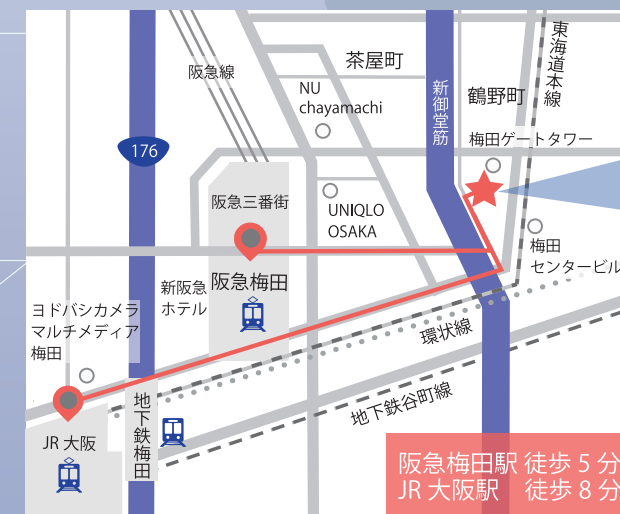 阪急線
茶屋町
東海道本線
新御堂筋
鶴野町
NU
chayamachi
梅田ゲートタワー
176
阪急三番街
UNIQLO
OSAKA
梅田
センタービル
阪急梅田
新阪急
ホテル
ヨドバシカメラ
マルチメディア
梅田
環状線
地下鉄谷町線
地下鉄梅田
JR 大阪
阪急梅田駅 徒歩 5 分
JR 大阪駅 徒歩 8 分